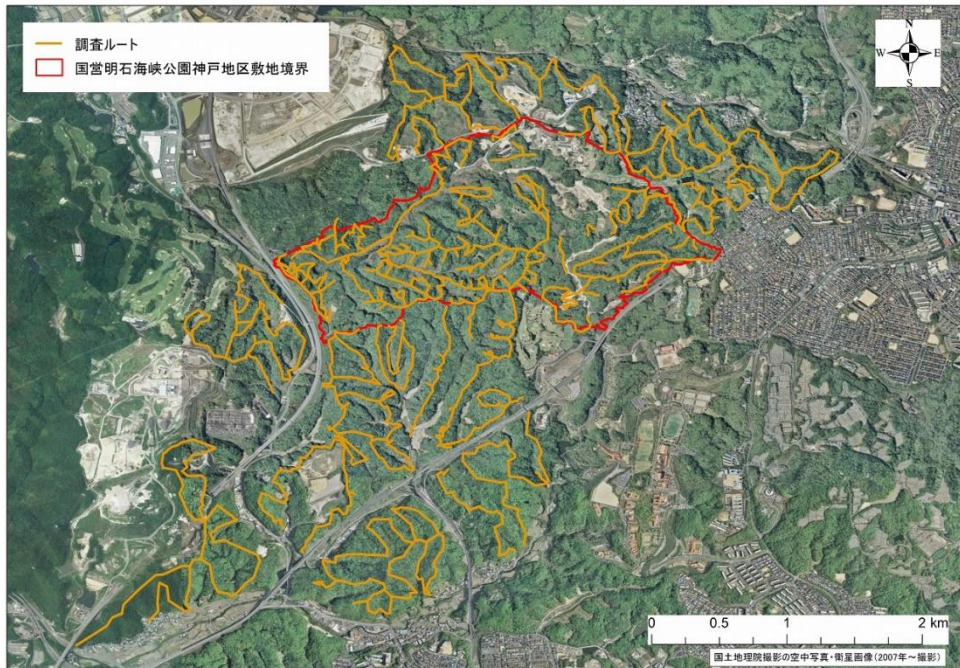 調査ルート
国営明石海峡公園神戸地区敷地境界
N
W E
S
0 0.5 1 2 km
国土地理院撮影の空中写真・衛星画像(2007年～撮影)